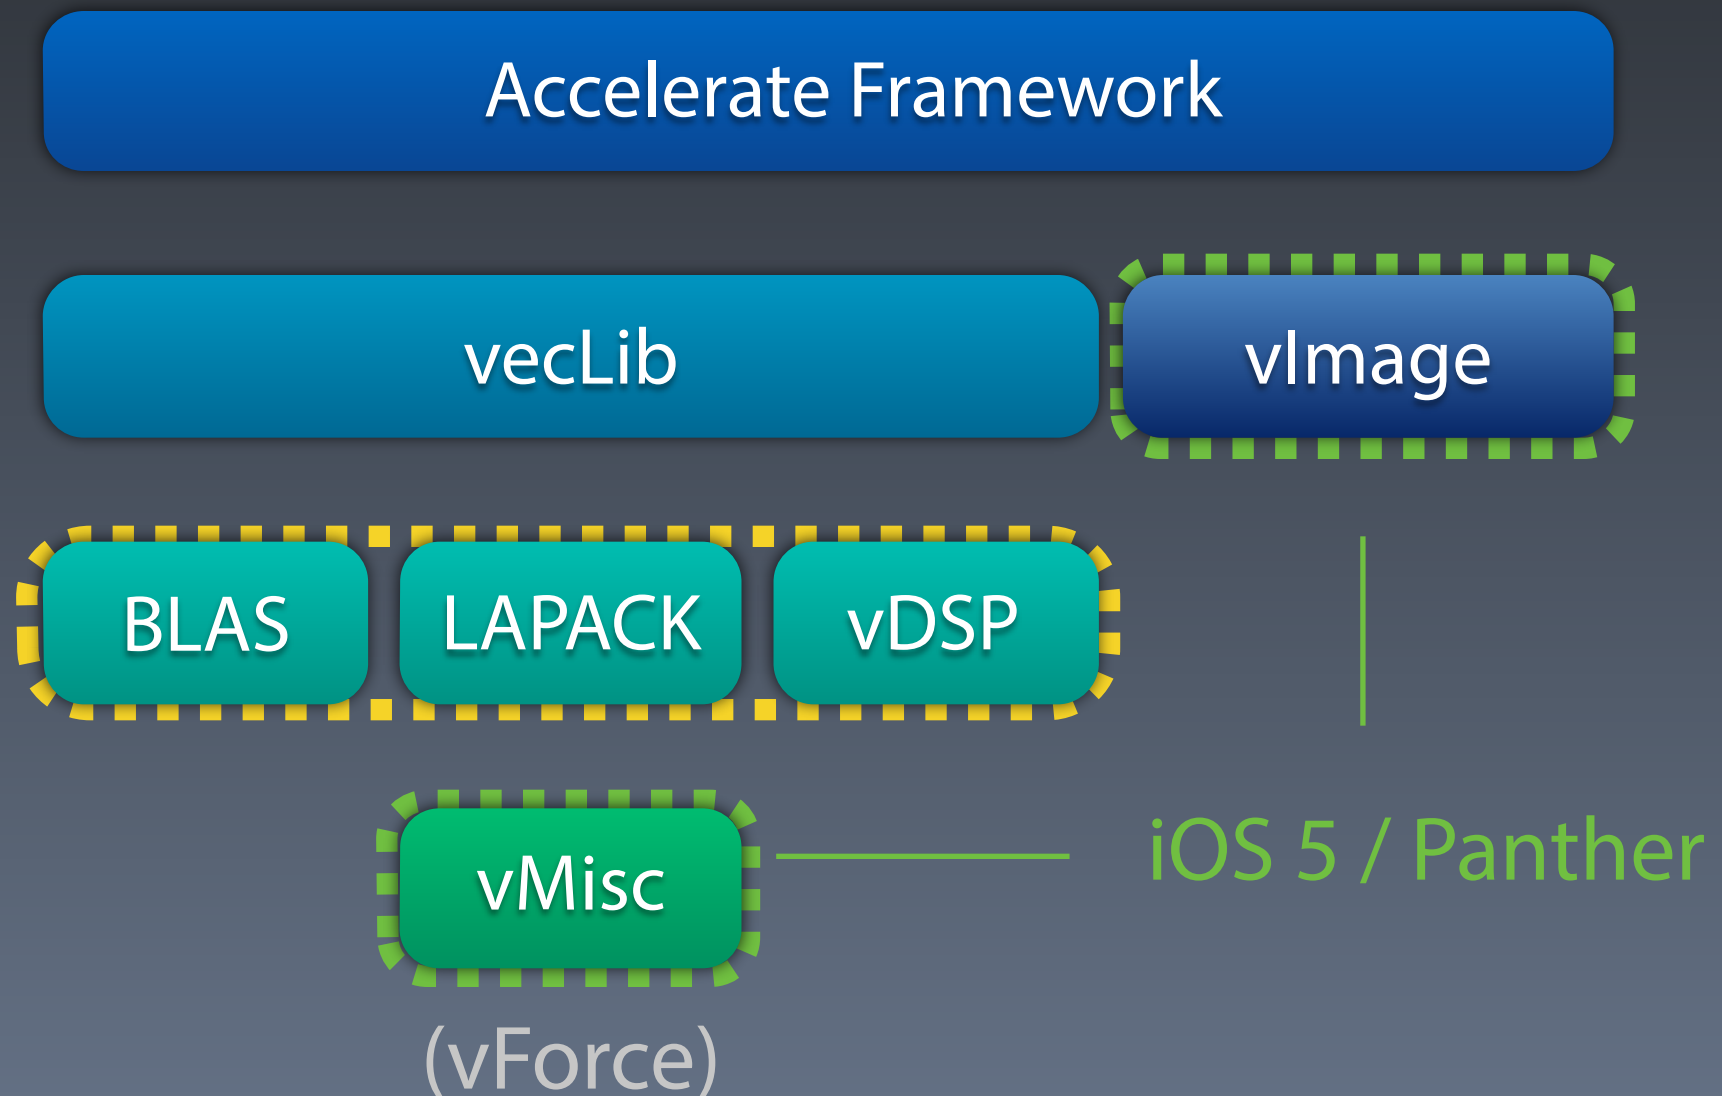 Accelerate Framework
vecLib
vImage
BLAS
LAPACK
vDSP
vMisc
iOS 5 / Panther
(vForce)